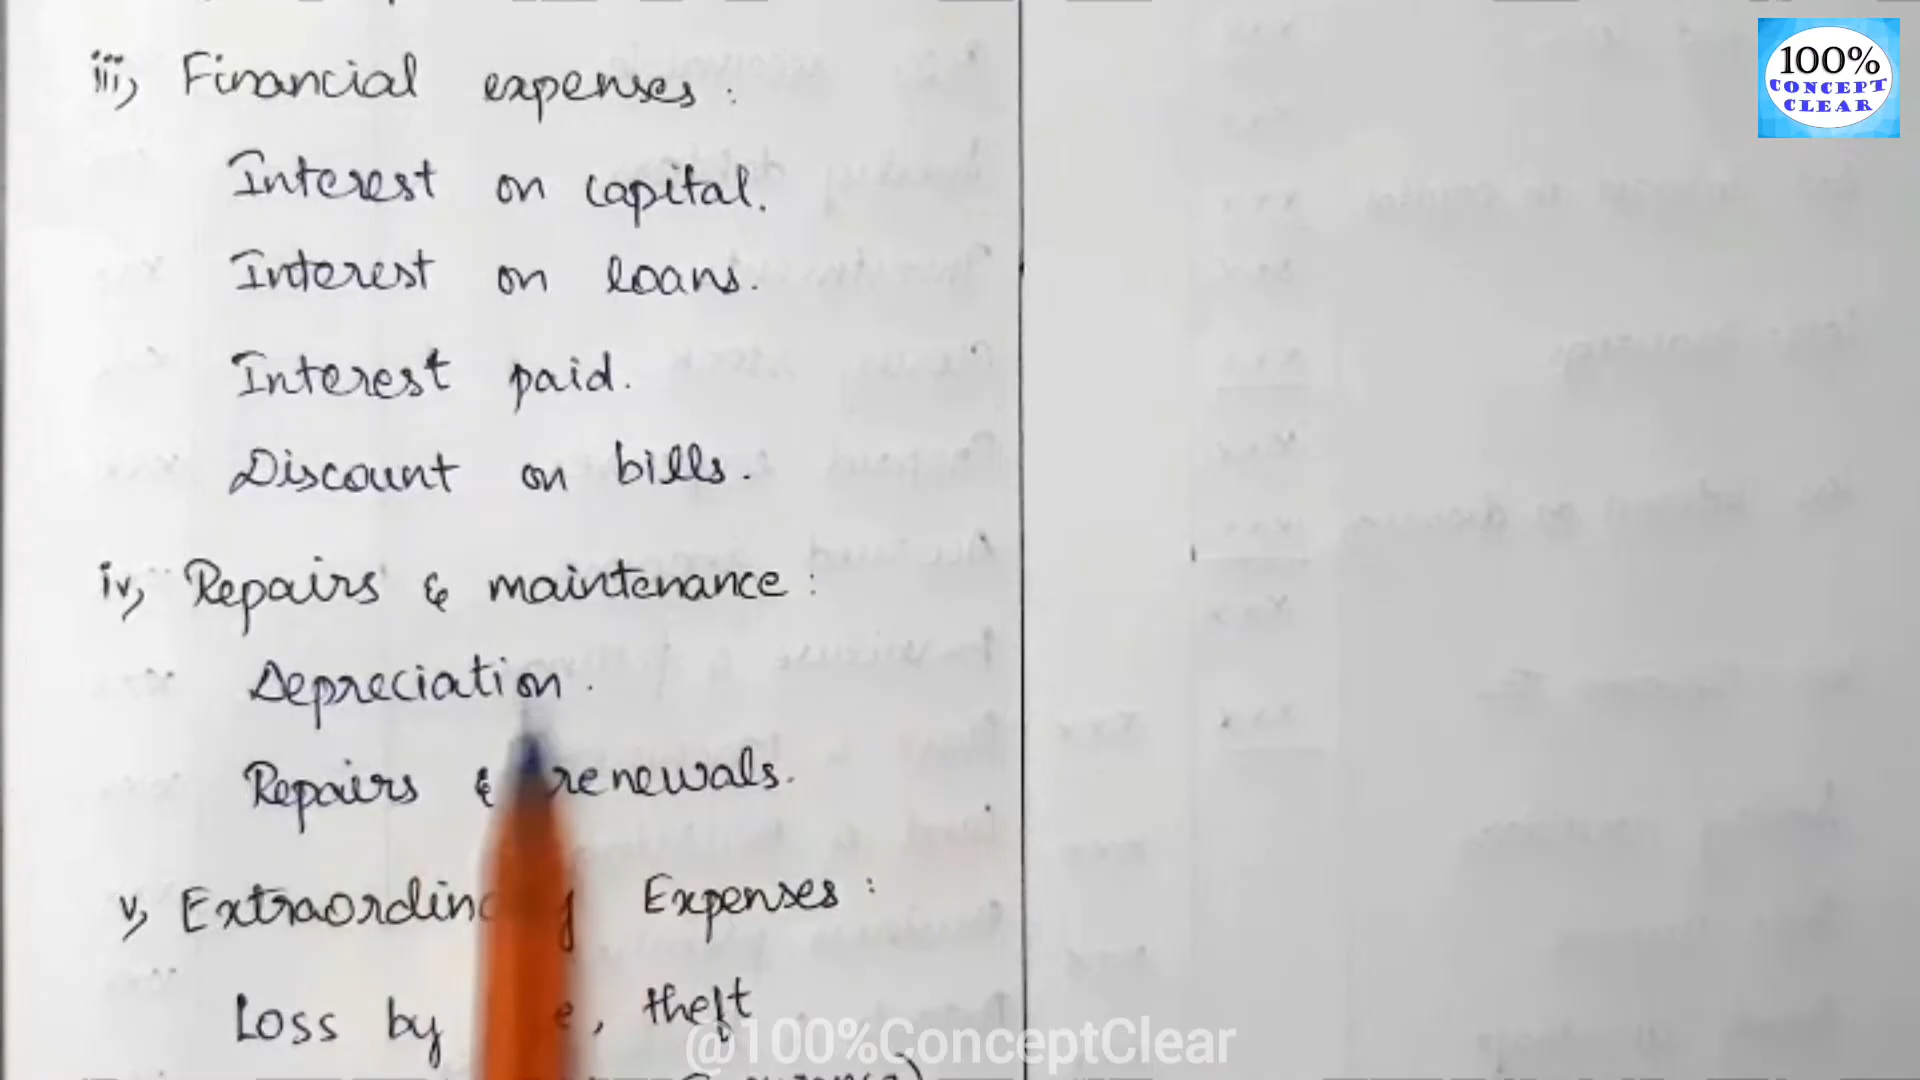 100%
CONCEPT
CLEAR
iii, Financial expenses:
Interest on capital.
Interest on loans.
Interest paid.
Discount on bills.
iv, Repairs & maintenance:
Depreciation.
Repairs & renewals.
v, Expenses:
Loss by , theft
@100%ConceptClear